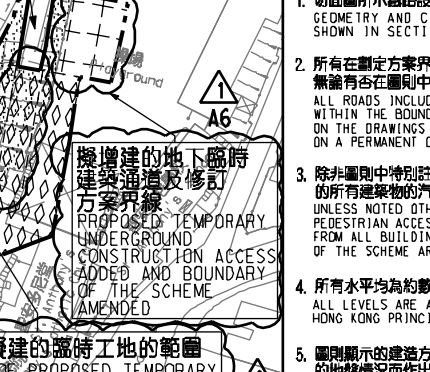 1
A6
擬增建的地下臨時
建築通道及修訂
方案界線
PROPOSED TEMPORARY
UNDERGROUND
CONSTRUCTION ACCESS
ADDED AND BOUNDARY
OF THE SCHEME
AMENDED
建的臨時工地的範圍
PROPOSED TEMPORARY
1.
GEOMETRY AND C
SHOWN IN SECTI
2. 所有在劃定方案界
無論有否在圖則中
ALL ROADS INCLUD
WITHIN THE BOUND
ON THE DRAWINGS
ON A PERMANENT O
3. 除非圖則中特別註
的所有建築物的汽
UNLESS NOTED OTH
PEDESTRIAN ACCES
FROM ALL BUILDIN
OF THE SCHEME AR
4. 所有水平均為約數
ALL LEVELS ARE A
HONG KONG PRINCI
5. 圖則顯示的建造方